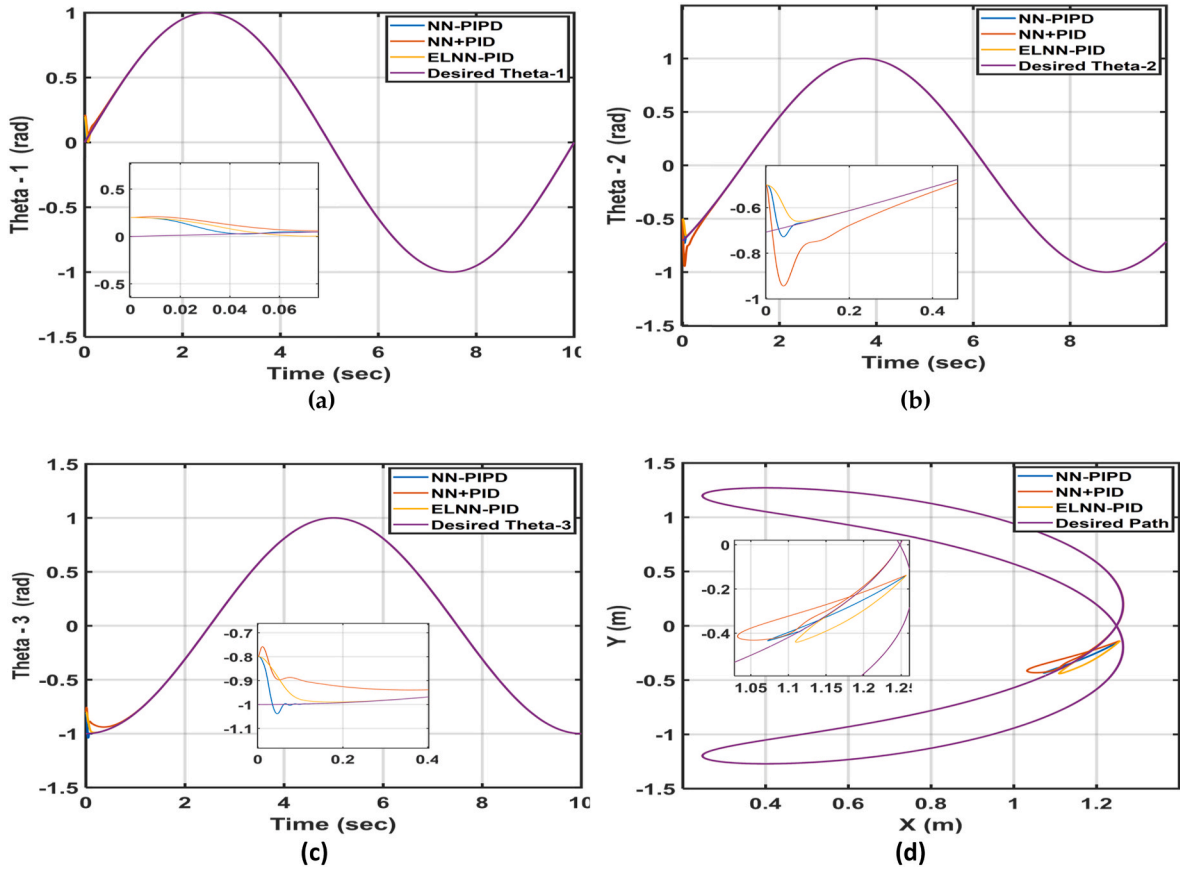 NN-PIPD
NN+PID
ELNN-PID
Desired Theta-1
Theta - 1 (rad)
1
0.5
0
-0.5
-1
-1.5
0.5
0
-0.5
0 0.02 0.04 0.06
0 2 4 6 8 10
Time (sec)
(a)
NN-PIPD
NN+PID
ELNN-PID
Desired Theta-2
Theta - 2 (rad)
1
0.5
0
-0.5
-1
-1.5
-0.6
-0.8
-1
0 0.2 0.4
0 2 4 6 8
Time (sec)
(b)
NN-PIPD
NN+PID
ELNN-PID
Desired Theta-3
Theta - 3 (rad)
1.5
1
0.5
0
-0.5
-1
-1.5
-0.7
-0.8
-0.9
-1
-1.1
0 0.2 0.4
0 2 4 6 8 10
Time (sec)
(c)
NN-PIPD
NN+PID
ELNN-PID
Desired Path
Y (m)
1.5
1
0.5
0
-0.5
-1
-1.5
0
-0.2
-0.4
1.05 1.1 1.15 1.2 1.25
0.4 0.6 0.8 1 1.2
X (m)
(d)